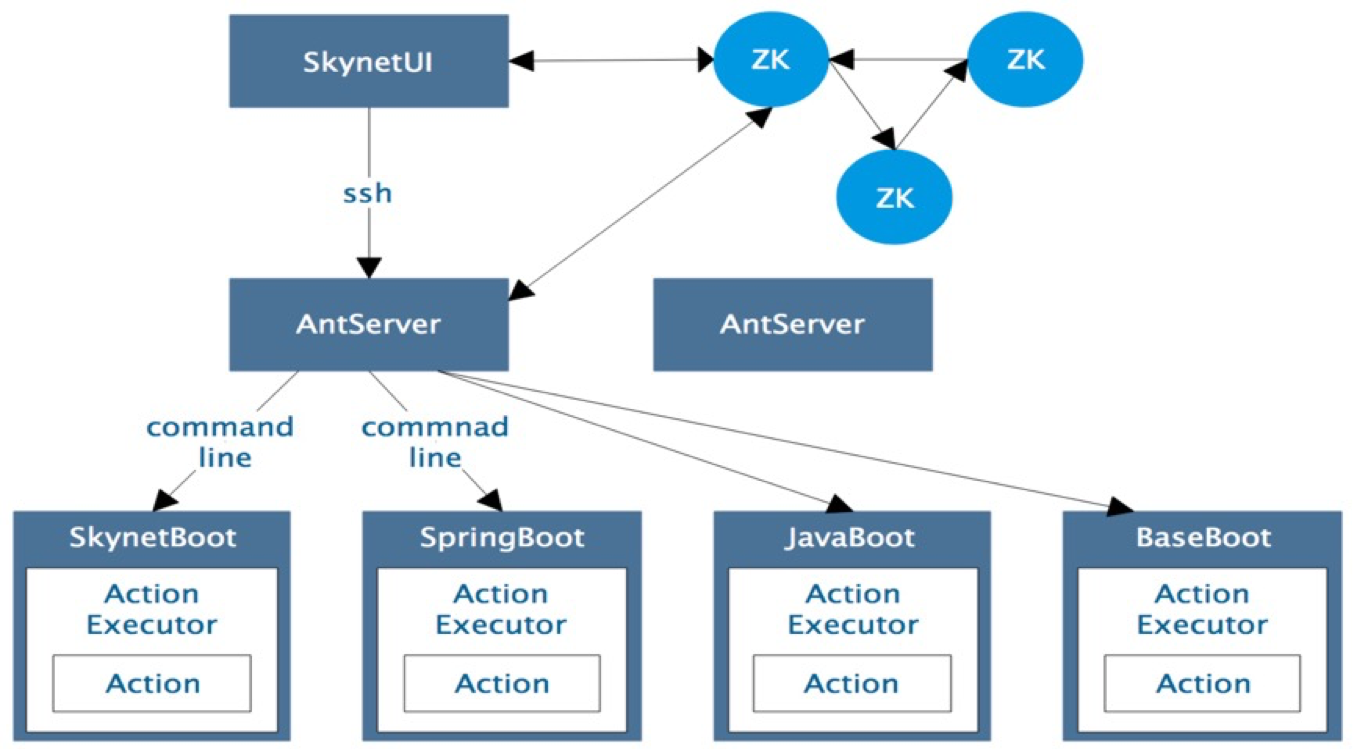 SkynetUI
ZK
ZK
ZK
ssh
AntServer
AntServer
command
line
commnad
line
SkynetBoot
Action
Executor
Action
SpringBoot
Action
Executor
Action
JavaBoot
Action
Executor
Action
BaseBoot
Action
Executor
Action